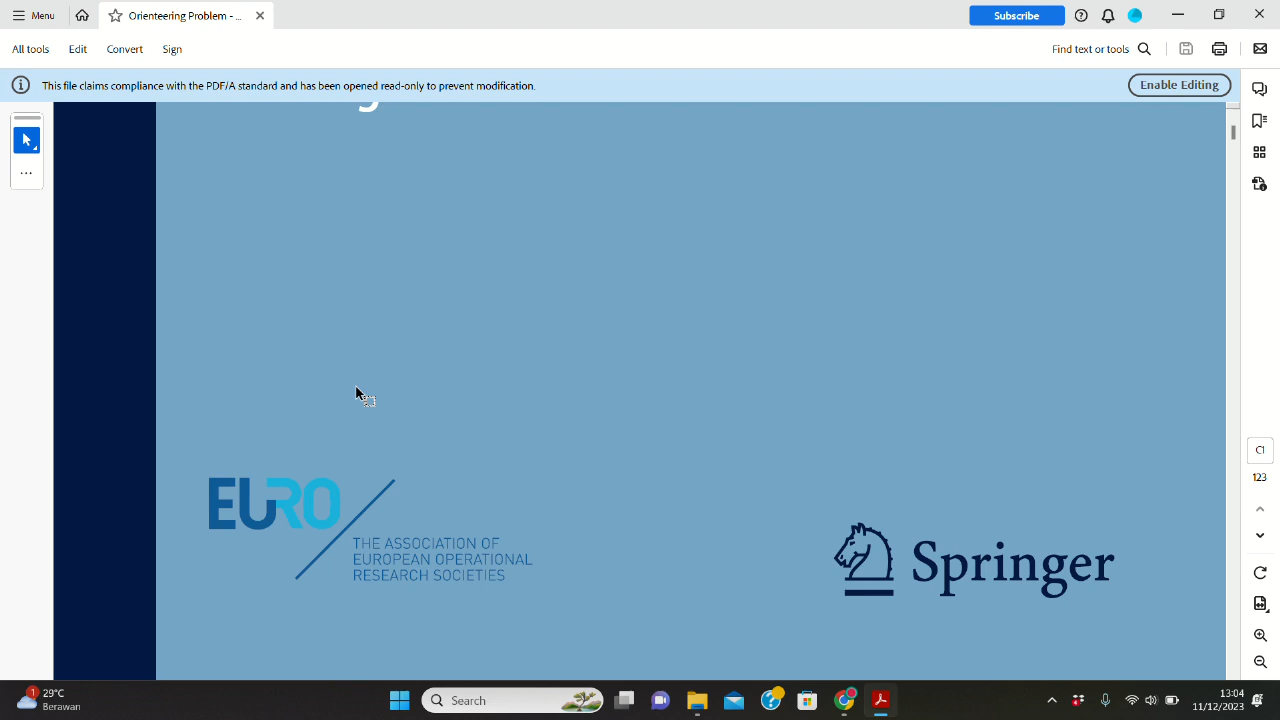 Menu
Orienteering Problem - ...
Subscribe
All tools
Edit
Convert
Sign
Find text or tools
This file claims compliance with the PDF/A standard and has been opened read-only to prevent modification.
Enable Editing
EURO
THE ASSOCIATION OF
EUROPEAN OPERATIONAL
RESEARCH SOCIETIES
Springer
C1
123
1
29°C
Berawan
Search
13:04
11/12/2023